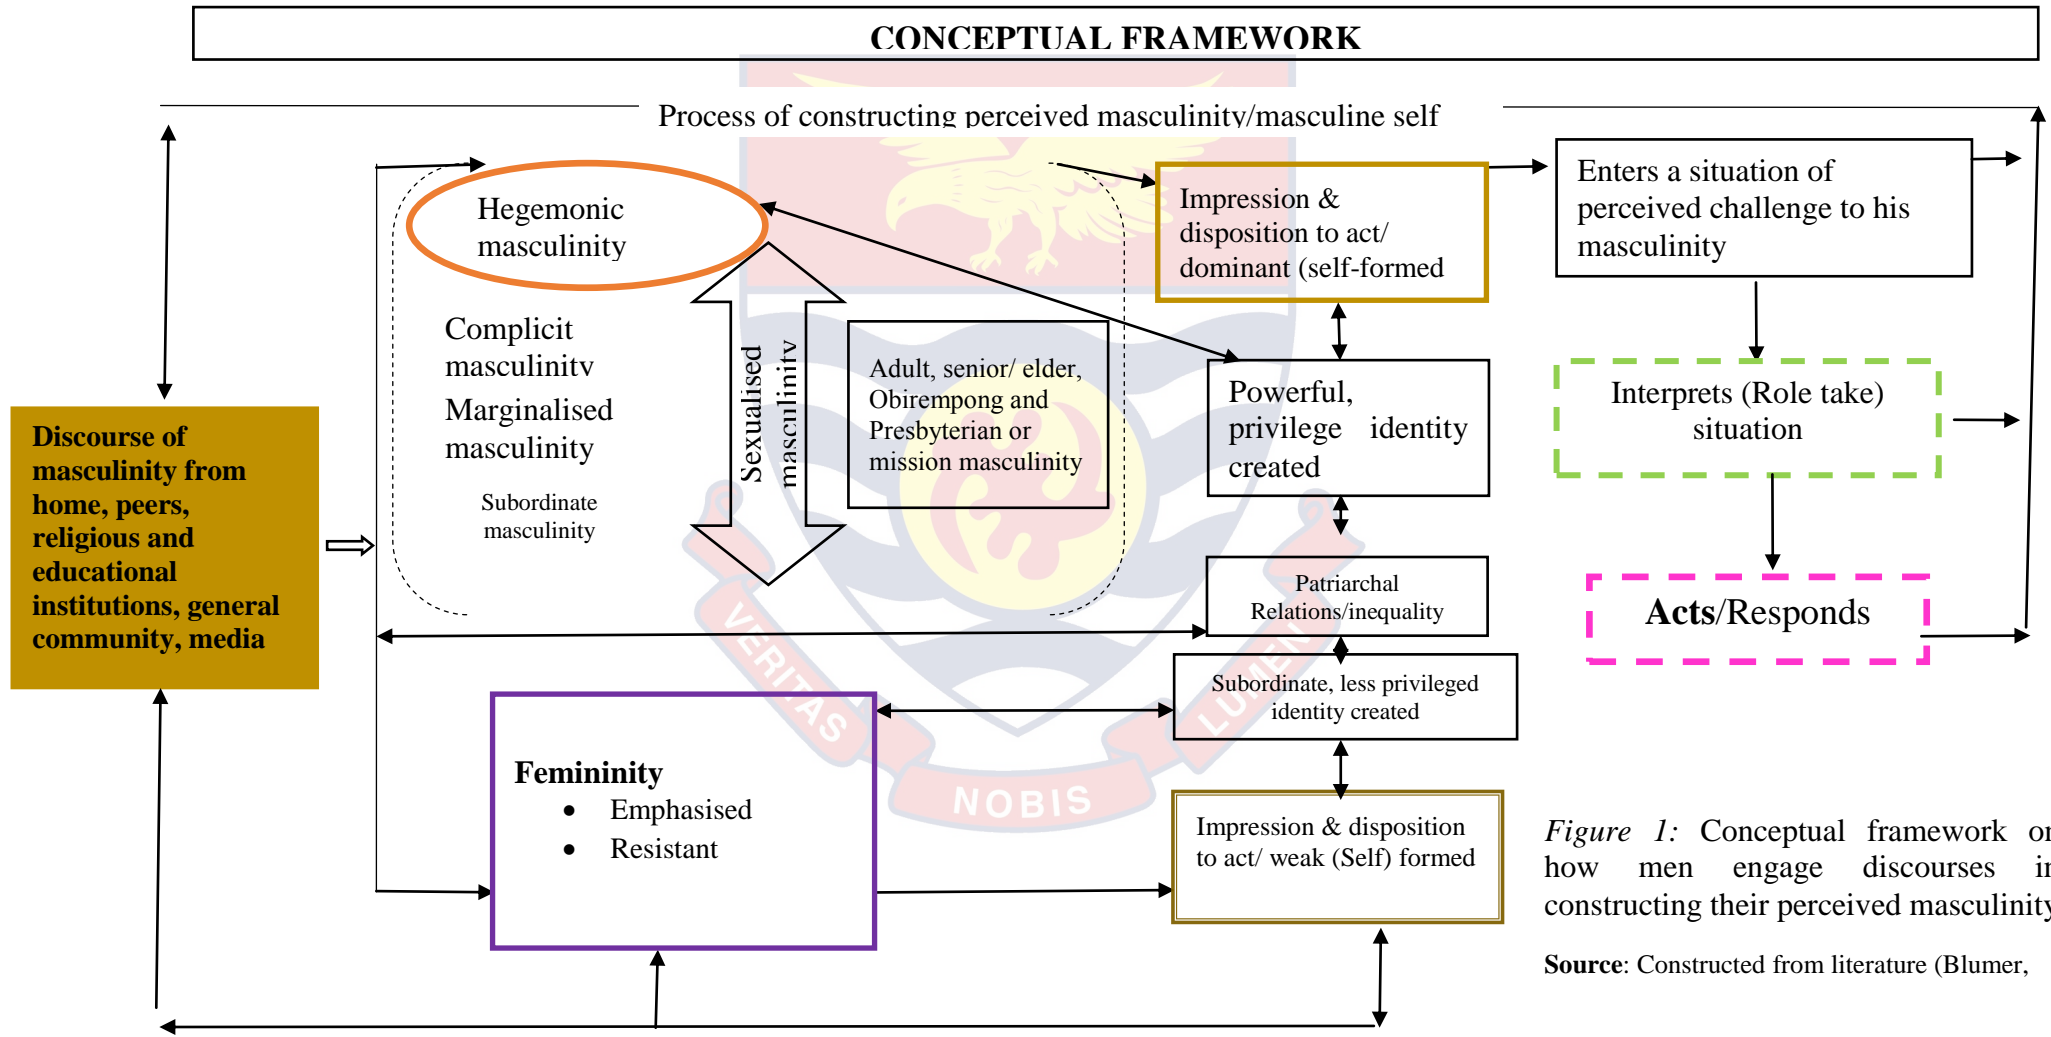 CONCEPTUAL FRAMEWORK
Process of constructing perceived masculinity/masculine self
Discourse of
masculinity from
home, peers,
religious and
educational
institutions, general
community, media
Hegemonic
masculinity
Complicit
masculinity
Marginalised
masculinity
Subordinate
masculinity
Sexualised
masculinity
Adult, senior/ elder,
Obirempong and
Presbyterian or
mission masculinity
Impression &
disposition to act/
dominant (self-formed
Powerful,
privilege identity
created
Patriarchal
Relations/inequality
Subordinate, less privileged
identity created
Impression & disposition
to act/ weak (Self) formed
Femininity
• Emphasised
• Resistant
Enters a situation of
perceived challenge to his
masculinity
Interprets (Role take)
situation
Acts/Responds
VERITAS
NOBIS
LUMEN
Figure 1: Conceptual framework on
how men engage discourses in
constructing their perceived masculinity
Source: Constructed from literature (Blumer,